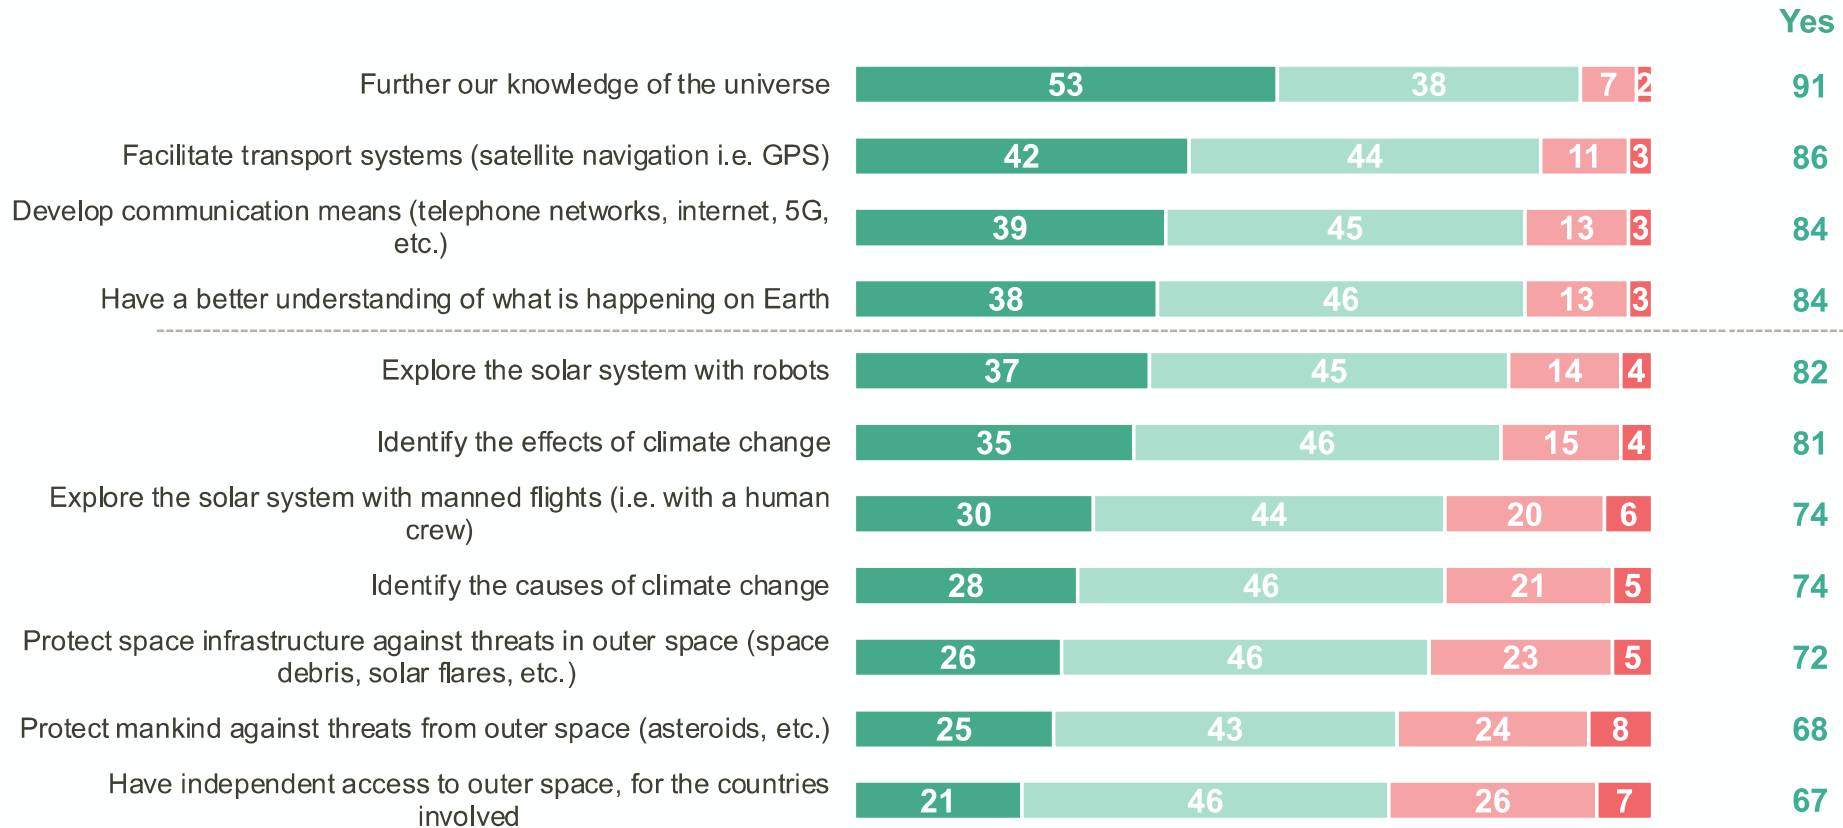 Yes
Further our knowledge of the universe 53 38 7 2 91
Facilitate transport systems (satellite navigation i.e. GPS) 42 44 11 3 86
Develop communication means (telephone networks, internet, 5G,
etc.) 39 45 13 3 84
Have a better understanding of what is happening on Earth 38 46 13 3 84
Explore the solar system with robots 37 45 14 4 82
Identify the effects of climate change 35 46 15 4 81
Explore the solar system with manned flights (i.e. with a human
crew) 30 44 20 6 74
Identify the causes of climate change 28 46 21 5 74
Protect space infrastructure against threats in outer space (space
debris, solar flares, etc.) 26 46 23 5 72
Protect mankind against threats from outer space (asteroids, etc.) 25 43 24 8 68
Have independent access to outer space, for the countries
involved 21 46 26 7 67